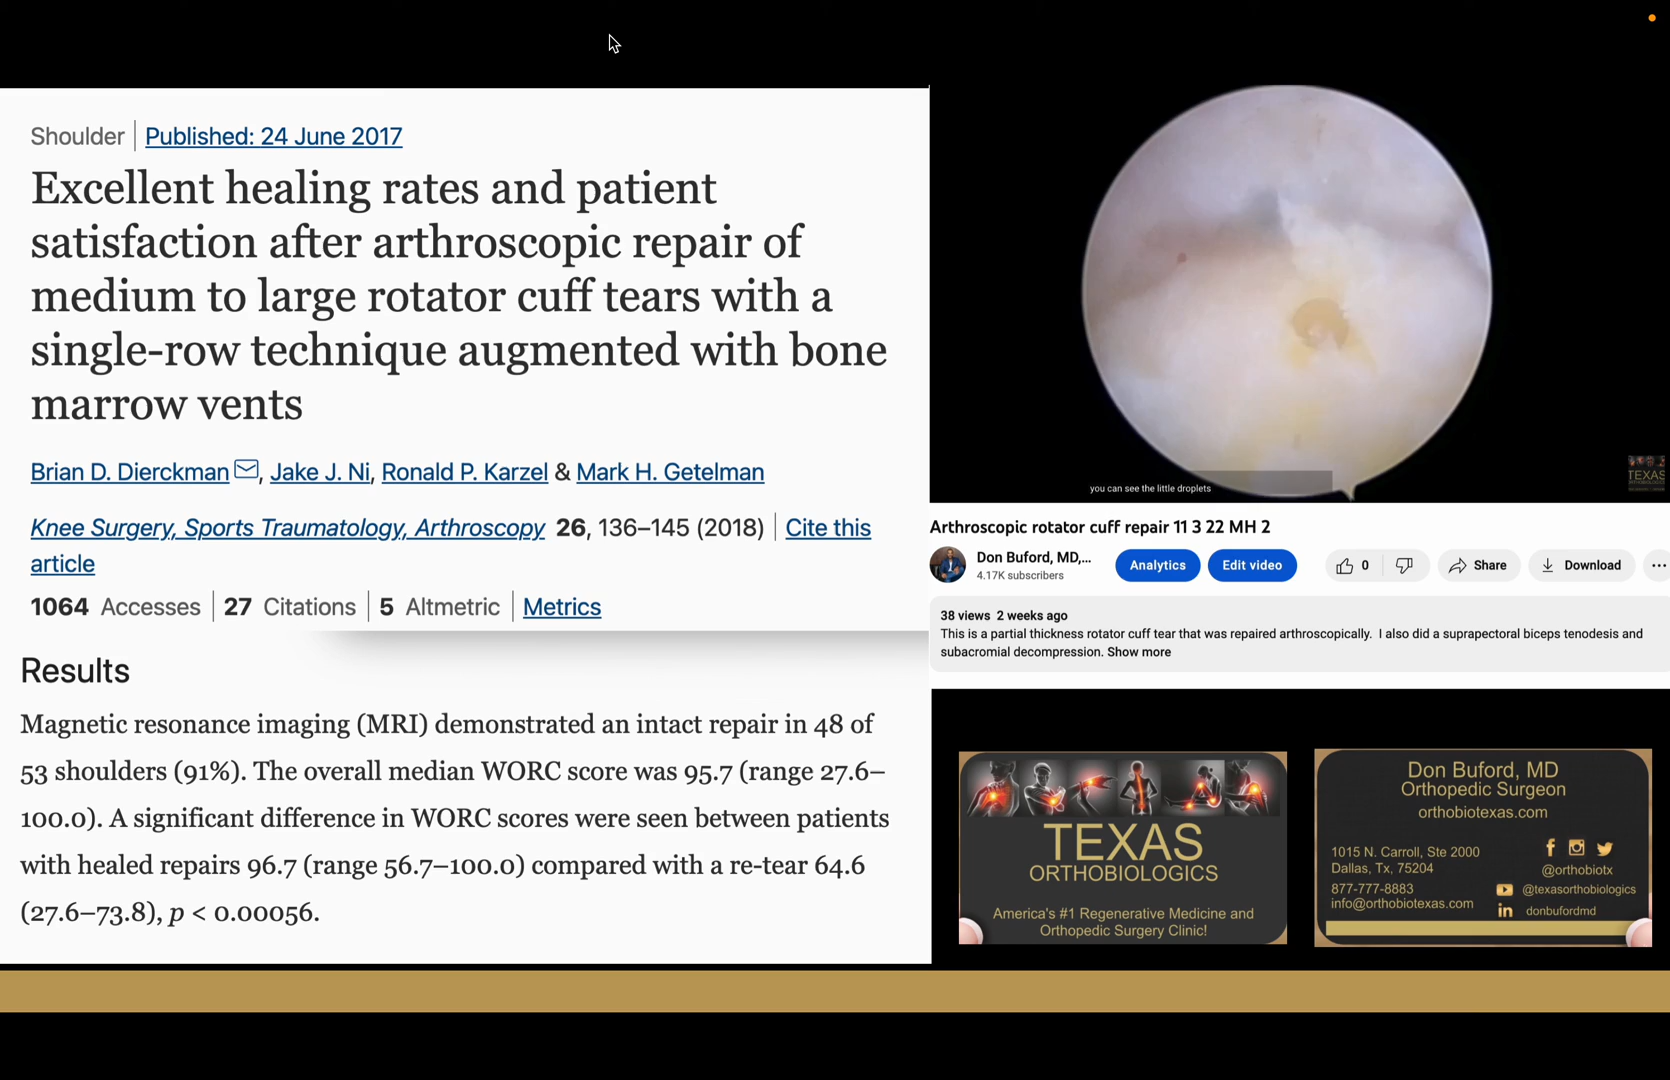 Shoulder | Published: 24 June 2017
Excellent healing rates and patient
satisfaction after arthroscopic repair of
medium to large rotator cuff tears with a
single-row technique augmented with bone
marrow vents
Brian D. Dierckman, Jake J. Ni, Ronald P. Karzel & Mark H. Getelman
Knee Surgery, Sports Traumatology, Arthroscopy 26, 136–145 (2018) | Cite this
article
1064 Accesses | 27 Citations | 5 Altmetric | Metrics
Results
Magnetic resonance imaging (MRI) demonstrated an intact repair in 48 of
53 shoulders (91%). The overall median WORC score was 95.7 (range 27.6–
100.0). A significant difference in WORC scores were seen between patients
with healed repairs 96.7 (range 56.7–100.0) compared with a re-tear 64.6
(27.6–73.8), p < 0.00056.
you can see the little droplets
TEXAS
Arthroscopic rotator cuff repair 11 3 22 MH 2
Don Buford, MD,...
4.17K subscribers
Analytics
Edit video
0
Share
Download
38 views 2 weeks ago
This is a partial thickness rotator cuff tear that was repaired arthroscopically. I also did a suprapectoral biceps tenodesis and
subacromial decompression. Show more
TEXAS
ORTHOBIOLOGICS
America's #1 Regenerative Medicine and
Orthopedic Surgery Clinic!
Don Buford, MD
Orthopedic Surgeon
orthobiotexas.com
1015 N. Carroll, Ste 2000
Dallas, Tx, 75204
877-777-8883
info@orthobiotexas.com
@orthobiotx
@texasorthobiologics
donbufordmd